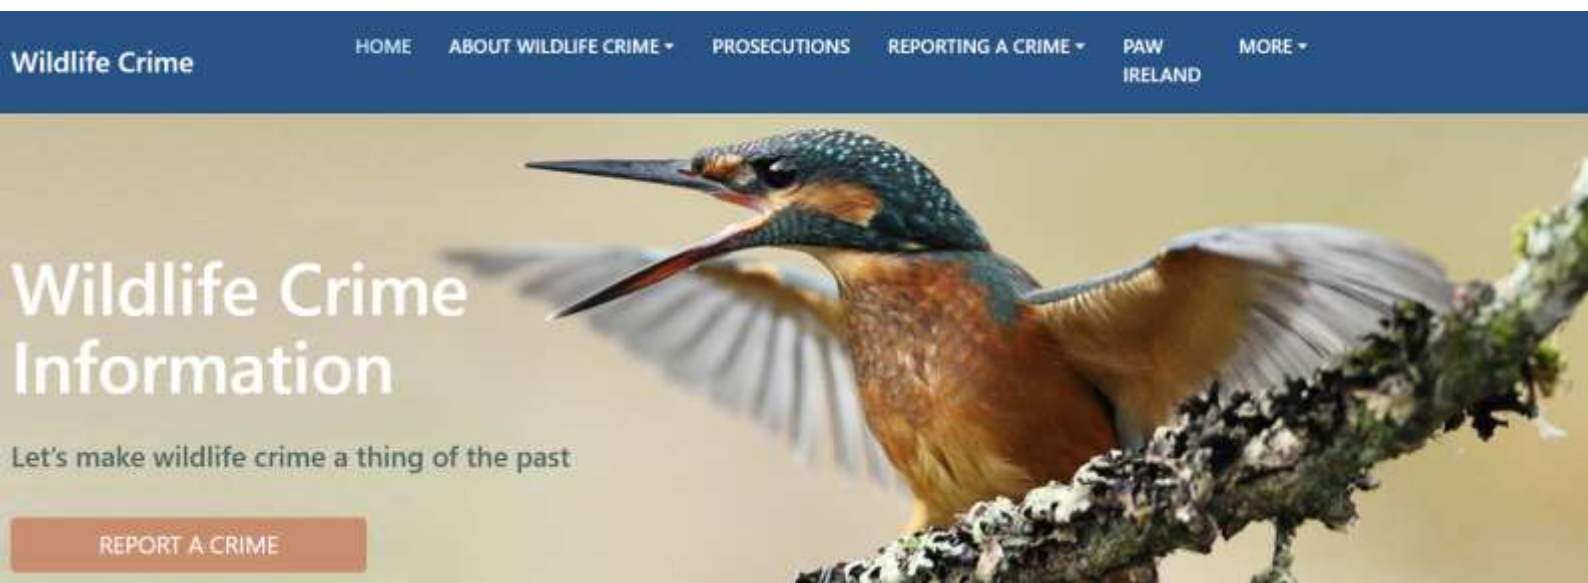 Wildlife Crime
HOME
ABOUT WILDLIFE CRIME
PROSECUTIONS
REPORTING A CRIME
PAW
IRELAND
MORE
Wildlife Crime
Information
Let's make wildlife crime a thing of the past
REPORT A CRIME